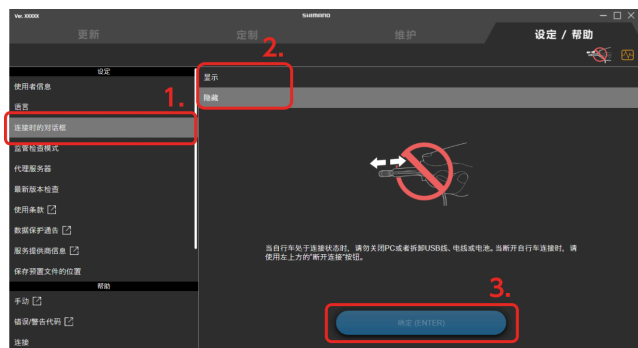 Ver. XXXXX
SHIMANO
更新
定制
维护
设定 / 帮助
2.
设定
使用者信息
语言
1.
连接时的对话框
监管检查模式
代理服务器
最新版本检查
使用条款
数据保护通告
服务提供商信息
保存预置文件的位置
帮助
手动
错误/警告代码
连接
显示
隐藏
当自行车处于连接状态时，请勿关闭PC或者拆卸USB线、电线或电池。当断开自行车连接时，请
使用左上方的“断开连接”按钮。
3.
确定 (ENTER)